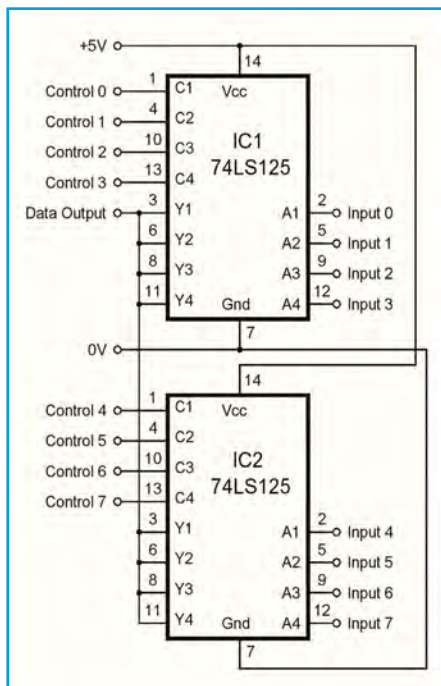 +5V
14
1 C1 Vcc
Control 0
4 C2
Control 1
10 C3 IC1
Control 2
13 C4 74LS125
Control 3
3 Y1 A1 2 Input 0
Data Output
6 Y2 A2 5 Input 1
8 Y3 A3 9 Input 2
11 Y4 Gnd A4 12 Input 3
7
0V
14
1 C1 Vcc
Control 4
4 C2
Control 5
10 C3 IC2
Control 6
13 C4 74LS125
Control 7
3 Y1 A1 2 Input 4
6 Y2 A2 5 Input 5
8 Y3 A3 9 Input 6
11 Y4 Gnd A4 12 Input 7
7